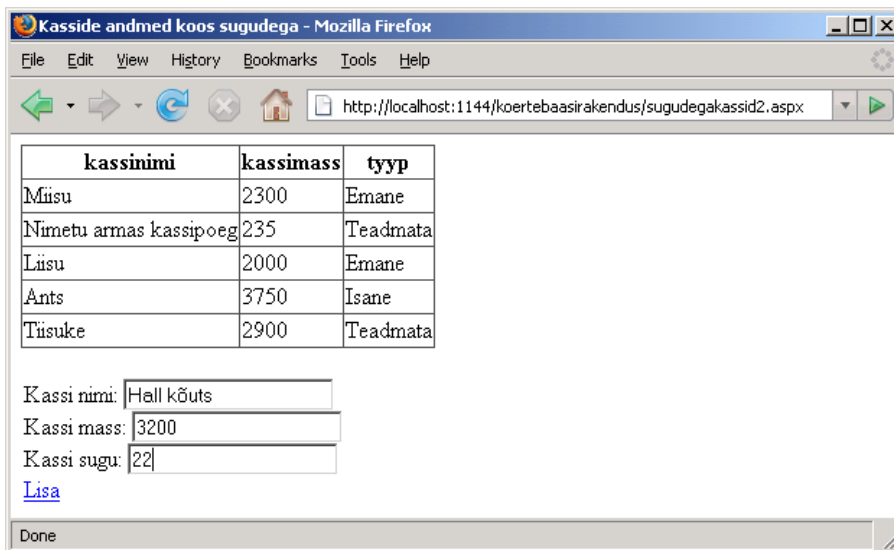 Kasside andmed koos sugudega - Mozilla Firefox
File Edit View History Bookmarks Tools Help
http://localhost:1144/koertebaasirakendus/sugudegakassid2.aspx
kassinimi kassimass tyyp
Miisu 2300 Emane
Nimetu armas kassipoeg 235 Teadmata
Liisu 2000 Emane
Ants 3750 Isane
Tiisuke 2900 Teadmata
Kassi nimi: Hall kõuts
Kassi mass: 3200
Kassi sugu: 22
Lisa
Done